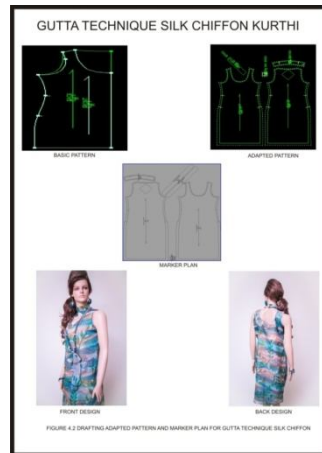 GUTTA TECHNIQUE SILK CHIFFON KURTHI
BASIC PATTERN
ADAPTED PATTERN
MARKER PLAN
FRONT DESIGN
BACK DESIGN
FIGURE 4.2 DRAFTING ADAPTED PATTERN AND MARKER PLAN FOR GUTTA TECHNIQUE SILK CHIFFON